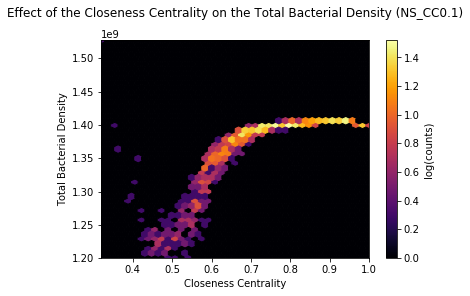 Effect of the Closeness Centrality on the Total Bacterial Density (NS_CC0.1)
1e9
1.50
1.45
1.40
1.35
1.30
1.25
1.20
Total Bacterial Density
0.4 0.5 0.6 0.7 0.8 0.9 1.0
Closeness Centrality
1.4
1.2
1.0
0.8
0.6
0.4
0.2
0.0
log(counts)